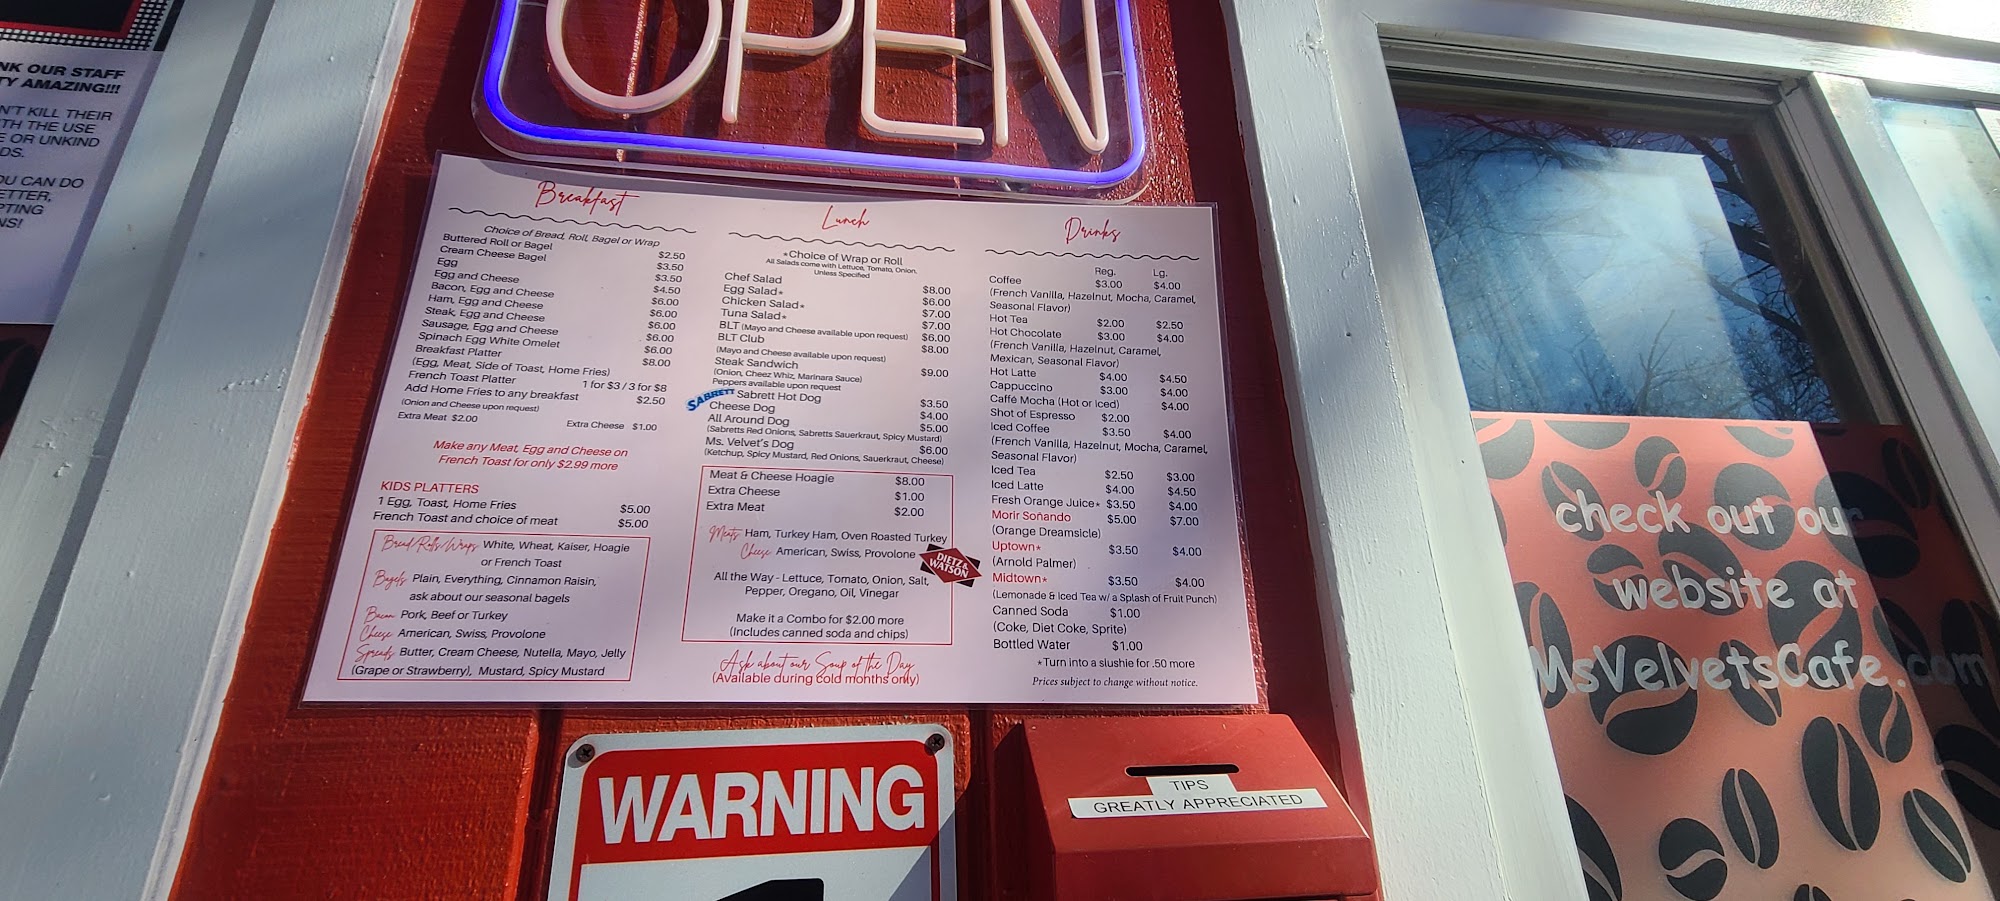 NK OUR STAFF
TY AMAZING!!!
N'T KILL THEIR
TH THE USE
E OR UNKIND
DS.
OU CAN DO
ETTER,
PTING
NS!
OPEN
Breakfast
Choice of Bread, Roll, Bagel or Wrap
Buttered Roll or Bagel $2.50
Cream Cheese Bagel $3.50
Egg $3.50
Egg and Cheese $4.50
Bacon, Egg and Cheese $6.00
Ham, Egg and Cheese $6.00
Steak, Egg and Cheese $6.00
Sausage, Egg and Cheese $6.00
Spinach Egg White Omelet
Breakfast Platter $8.00
(Egg, Meat, Side of Toast, Home Fries)
French Toast Platter 1 for $3 / 3 for $8
Add Home Fries to any breakfast $2.50
(Onion and Cheese upon request)
Extra Meat $2.00 Extra Cheese $1.00
Make any Meat, Egg and Cheese on
French Toast for only $2.99 more
KIDS PLATTERS
1 Egg, Toast, Home Fries $5.00
French Toast and choice of meat $5.00
Bread/Rolls/Wraps White, Wheat, Kaiser, Hoagie
or French Toast
Bagels Plain, Everything, Cinnamon Raisin,
ask about our seasonal bagels
Bacon Pork, Beef or Turkey
Cheese American, Swiss, Provolone
Spreads Butter, Cream Cheese, Nutella, Mayo, Jelly
(Grape or Strawberry), Mustard, Spicy Mustard
Lunch
*Choice of Wrap or Roll
All Salads come with Lettuce, Tomato, Onion,
Unless Specified
Chef Salad $8.00
Egg Salad* $6.00
Chicken Salad* $7.00
Tuna Salad* $7.00
BLT (Mayo and Cheese available upon request) $6.00
BLT Club $8.00
(Mayo and Cheese available upon request)
Steak Sandwich $9.00
(Onion, Cheez Whiz, Marinara Sauce)
Peppers available upon request
SABRETT Sabrett Hot Dog $3.50
Cheese Dog $4.00
All Around Dog $5.00
(Sabretts Red Onions, Sabretts Sauerkraut, Spicy Mustard)
Ms. Velvet's Dog $6.00
(Ketchup, Spicy Mustard, Red Onions, Sauerkraut, Cheese)
Meat & Cheese Hoagie $8.00
Extra Cheese $1.00
Extra Meat $2.00
Meats Ham, Turkey Ham, Oven Roasted Turkey
Cheese American, Swiss, Provolone
DIETZ &
WATSON
All the Way - Lettuce, Tomato, Onion, Salt,
Pepper, Oregano, Oil, Vinegar
Make it a Combo for $2.00 more
(Includes canned soda and chips)
Ask about our Soup of the Day
(Available during cold months only)
Drinks
Reg. Lg.
Coffee $3.00 $4.00
(French Vanilla, Hazelnut, Mocha, Caramel,
Seasonal Flavor)
Hot Tea $2.00 $2.50
Hot Chocolate $3.00 $4.00
(French Vanilla, Hazelnut, Caramel,
Mexican, Seasonal Flavor)
Hot Latte $4.00 $4.50
Cappuccino $3.00 $4.00
Caffé Mocha (Hot or Iced) $4.00
Shot of Espresso $2.00
Iced Coffee $3.50 $4.00
(French Vanilla, Hazelnut, Mocha, Caramel,
Seasonal Flavor)
Iced Tea $2.50 $3.00
Iced Latte $4.00 $4.50
Fresh Orange Juice* $3.50 $4.00
Morir Soñando $5.00 $7.00
(Orange Dreamsicle)
Uptown* $3.50 $4.00
(Arnold Palmer)
Midtown* $3.50 $4.00
(Lemonade & Iced Tea w/ a Splash of Fruit Punch)
Canned Soda $1.00
(Coke, Diet Coke, Sprite)
Bottled Water $1.00
*Turn into a slushie for .50 more
Prices subject to change without notice.
WARNING
TIPS
GREATLY APPRECIATED
check out our
website at
MsVelvetsCafe.com